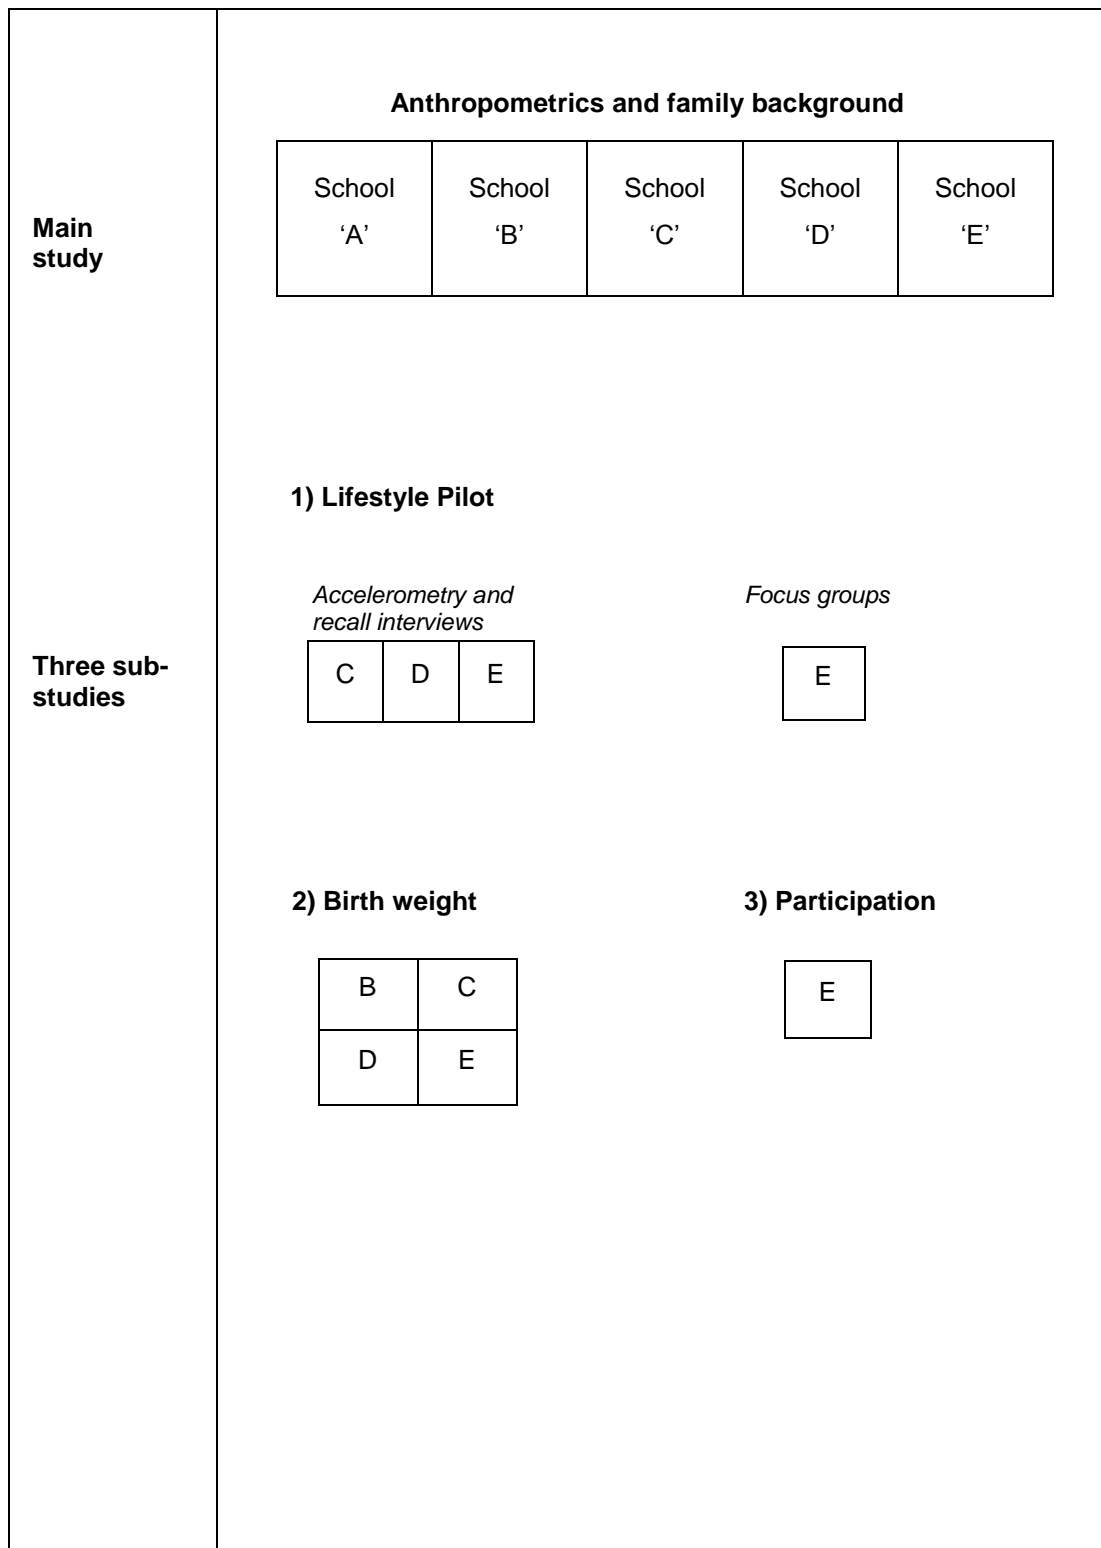 Anthropometrics and family background
School
‘A’
School
‘B’
School
‘C’
School
‘D’
School
‘E’
Main
study
1) Lifestyle Pilot
Accelerometry and
recall interviews
Focus groups
C
D
E
E
Three sub-
studies
2) Birth weight
3) Participation
B
C
D
E
E